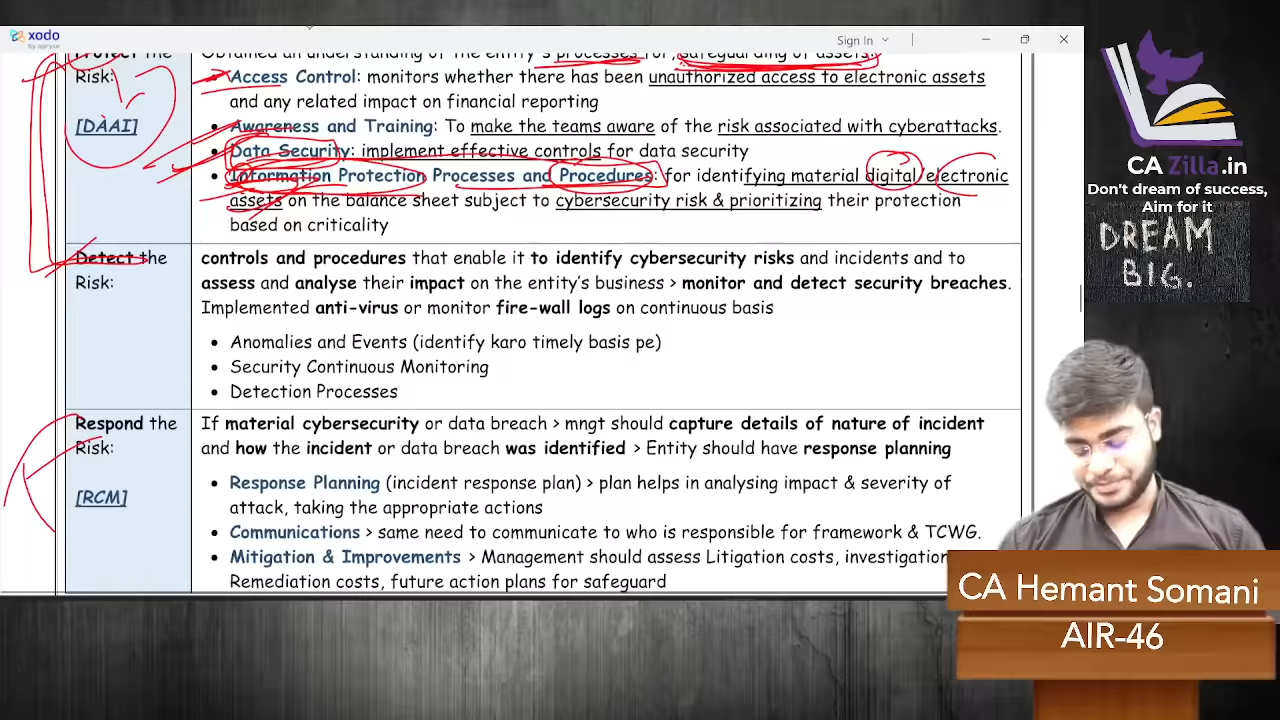 xodo
by apryse
Sign In
Protect the
Risk:
[DAAI]
Obtained an understanding of the entity's processes for, safeguarding of assets.
Access Control: monitors whether there has been unauthorized access to electronic assets
and any related impact on financial reporting
• Awareness and Training: To make the teams aware of the risk associated with cyberattacks.
• Data Security: implement effective controls for data security
• Information Protection Processes and Procedures: for identifying material digital/electronic
assets on the balance sheet subject to cybersecurity risk & prioritizing their protection
based on criticality
Detect the
Risk:
controls and procedures that enable it to identify cybersecurity risks and incidents and to
assess and analyse their impact on the entity's business > monitor and detect security breaches.
Implemented anti-virus or monitor fire-wall logs on continuous basis
• Anomalies and Events (identify karo timely basis pe)
• Security Continuous Monitoring
• Detection Processes
Respond the
Risk:
[RCM]
If material cybersecurity or data breach > mngt should capture details of nature of incident
and how the incident or data breach was identified > Entity should have response planning
• Response Planning (incident response plan) > plan helps in analysing impact & severity of
attack, taking the appropriate actions
• Communications > same need to communicate to who is responsible for framework & TCWG.
• Mitigation & Improvements > Management should assess Litigation costs, investigation
Remediation costs, future action plans for safeguard
CA Zilla.in
Don't dream of success,
Aim for it
DREAM
BIG.
CA Hemant Somani
AIR-46